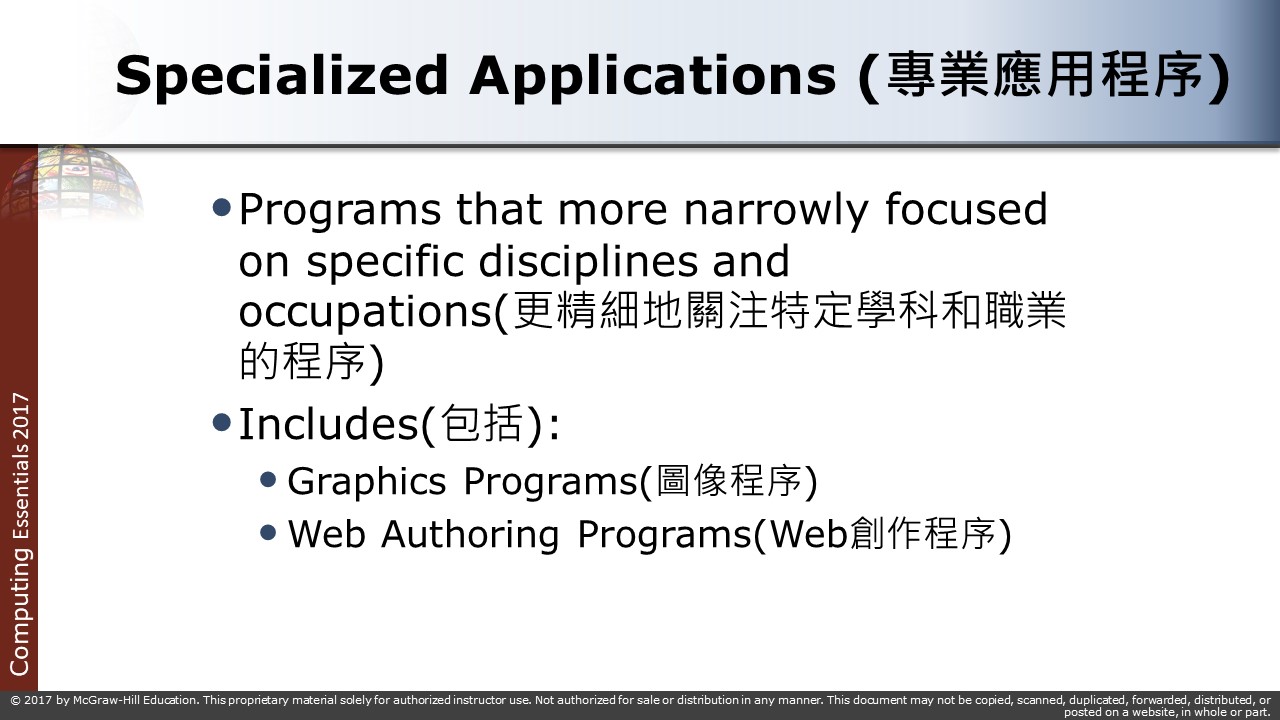 Specialized Applications (專業應用程序)
•Programs that more narrowly focused
on specific disciplines and
occupations(更精細地關注特定學科和職業
的程序)
•Includes(包括):
• Graphics Programs(圖像程序)
• Web Authoring Programs(Web創作程序)
Computing Essentials 2017
© 2017 by McGraw-Hill Education. This proprietary material solely for authorized instructor use. Not authorized for sale or distribution in any manner. This document may not be copied, scanned, duplicated, forwarded, distributed, or
posted on a website, in whole or part.